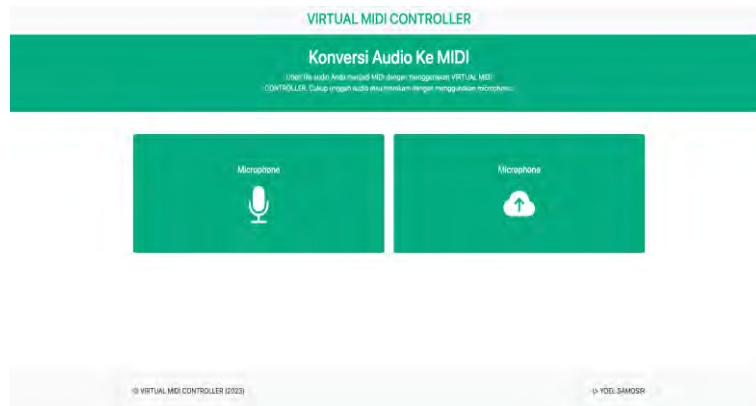 VIRTUAL MIDI CONTROLLER
Konversi Audio Ke MIDI
Ubah file audio Anda menjadi MIDI dengan menggunakan VIRTUAL MIDI
CONTROLLER. Cukup unggah audio atau merekam dengan menggunakan microphone.
Microphone
Microphone
© VIRTUAL MIDI CONTROLLER (2023)
YOEL SAMOSIR